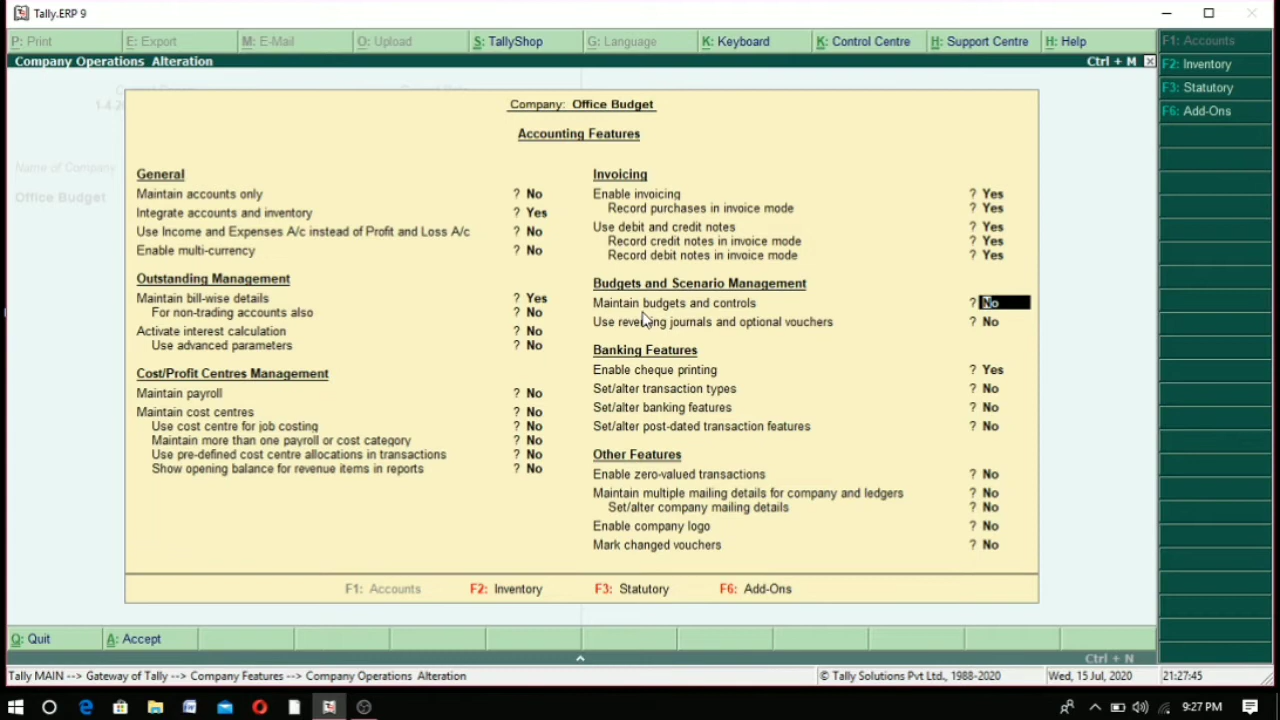 Tally.ERP 9
P: Print E: Export M: E-Mail O: Upload S: TallyShop G: Language K: Keyboard K: Control Centre H: Support Centre H: Help
F1: Accounts
F2: Inventory
F3: Statutory
F6: Add-Ons
Company Operations Alteration Ctrl + M
1-4-20
Name of Company
Office Budget
Company: Office Budget
Accounting Features
General
Maintain accounts only ? No
Integrate accounts and inventory ? Yes
Use Income and Expenses A/c instead of Profit and Loss A/c ? No
Enable multi-currency ? No
Outstanding Management
Maintain bill-wise details ? Yes
For non-trading accounts also ? No
Activate interest calculation ? No
Use advanced parameters ? No
Cost/Profit Centres Management
Maintain payroll ? No
Maintain cost centres ? No
Use cost centre for job costing ? No
Maintain more than one payroll or cost category ? No
Use pre-defined cost centre allocations in transactions ? No
Show opening balance for revenue items in reports ? No
Invoicing
Enable invoicing ? Yes
Record purchases in invoice mode ? Yes
Use debit and credit notes ? Yes
Record credit notes in invoice mode ? Yes
Record debit notes in invoice mode ? Yes
Budgets and Scenario Management
Maintain budgets and controls ? No
Use reversing journals and optional vouchers ? No
Banking Features
Enable cheque printing ? Yes
Set/alter transaction types ? No
Set/alter banking features ? No
Set/alter post-dated transaction features ? No
Other Features
Enable zero-valued transactions ? No
Maintain multiple mailing details for company and ledgers ? No
Set/alter company mailing details ? No
Enable company logo ? No
Mark changed vouchers ? No
F1: Accounts F2: Inventory F3: Statutory F6: Add-Ons
Q: Quit A: Accept
Ctrl + N
Tally MAIN --> Gateway of Tally --> Company Features --> Company Operations Alteration © Tally Solutions Pvt Ltd., 1988-2020 Wed, 15 Jul, 2020 21:27:45
9:27 PM